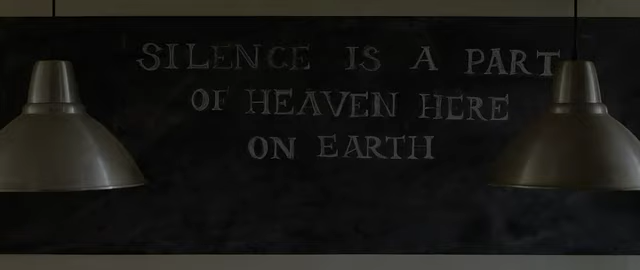 SILENCE IS A PART
OF HEAVEN HERE
ON EARTH